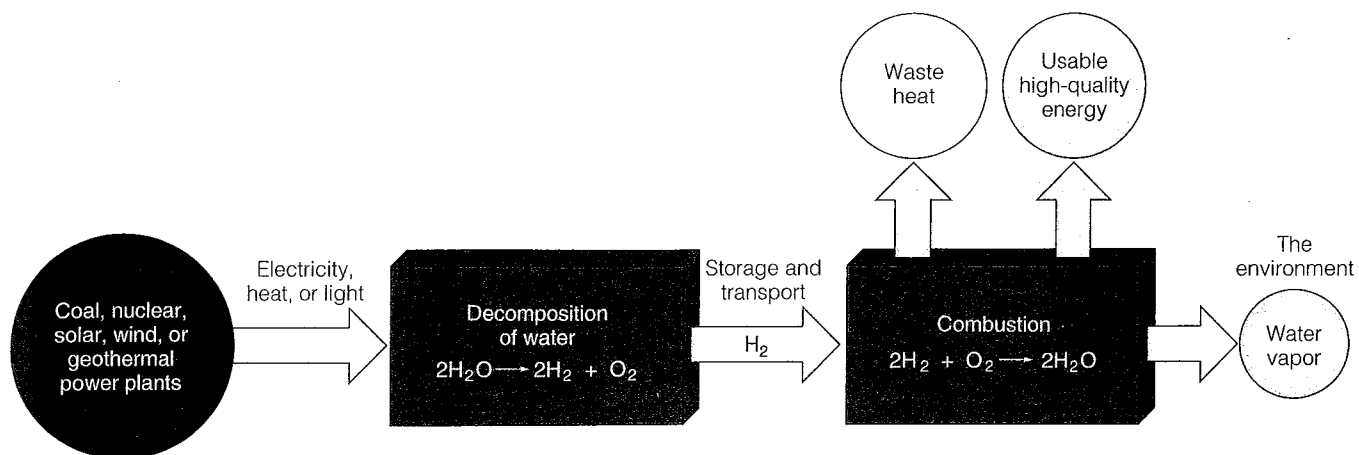 Coal, nuclear,
solar, wind, or
geothermal
power plants
Electricity,
heat, or light
Decomposition
of water
2H₂O → 2H₂ + O₂
Storage and
transport
H₂
Waste
heat
Usable
high-quality
energy
Combustion
2H₂ + O₂ → 2H₂O
The
environment
Water
vapor